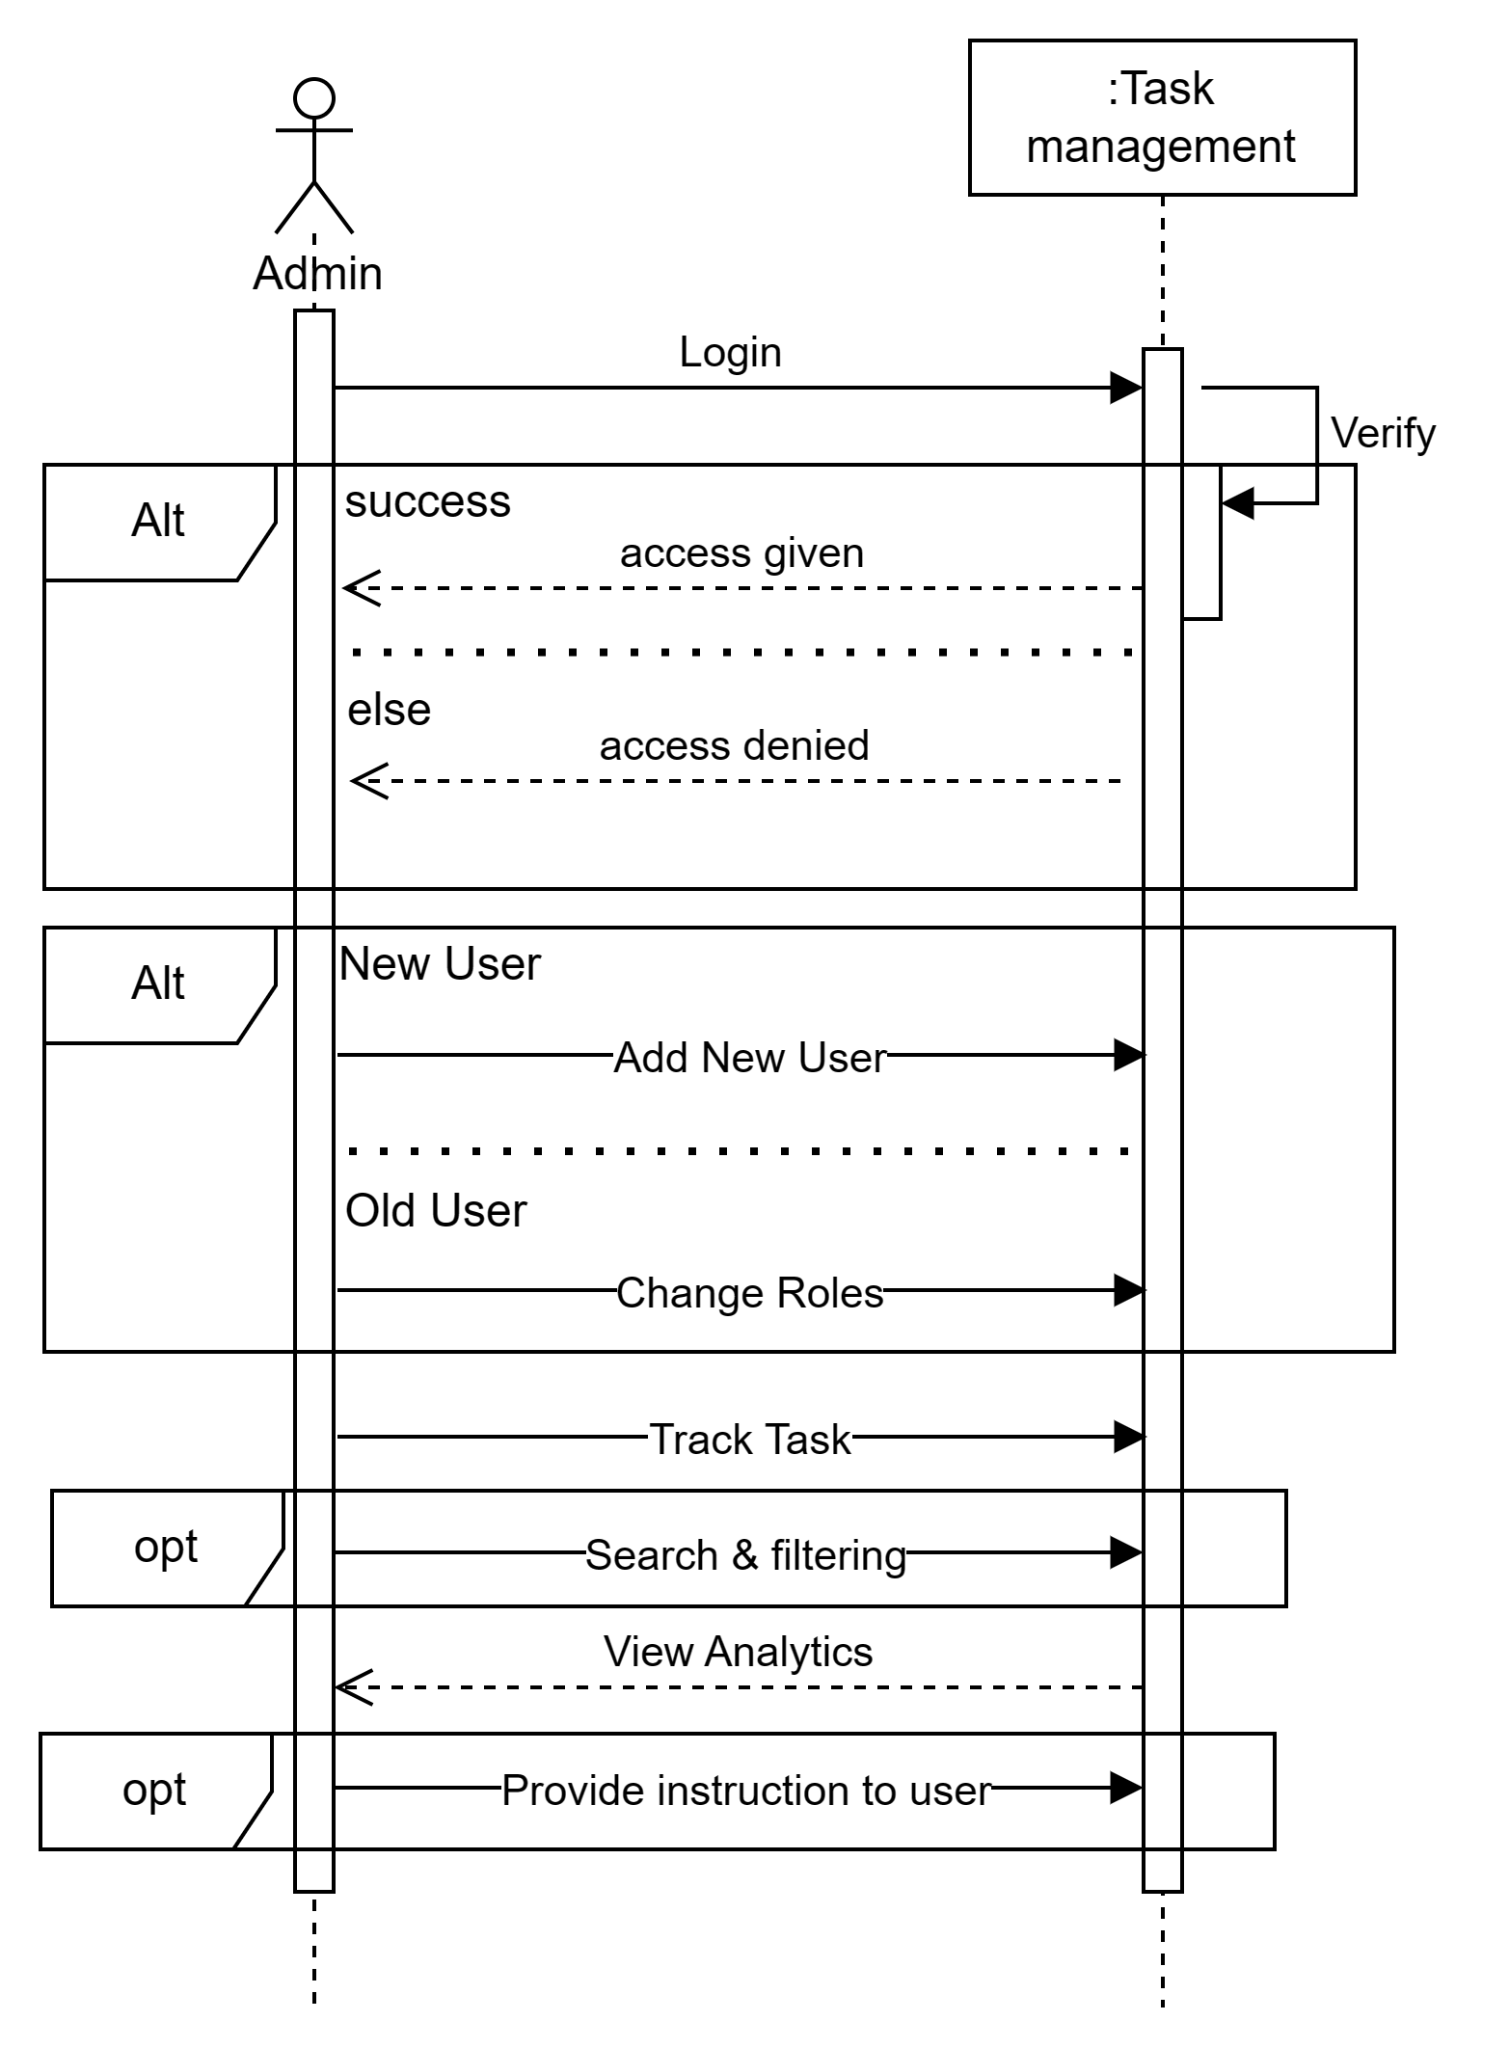 :Task
management
Admin
Login
Verify
Alt
success
access given
else
access denied
Alt
New User
Add New User
Old User
Change Roles
Track Task
opt
Search & filtering
View Analytics
opt
Provide instruction to user